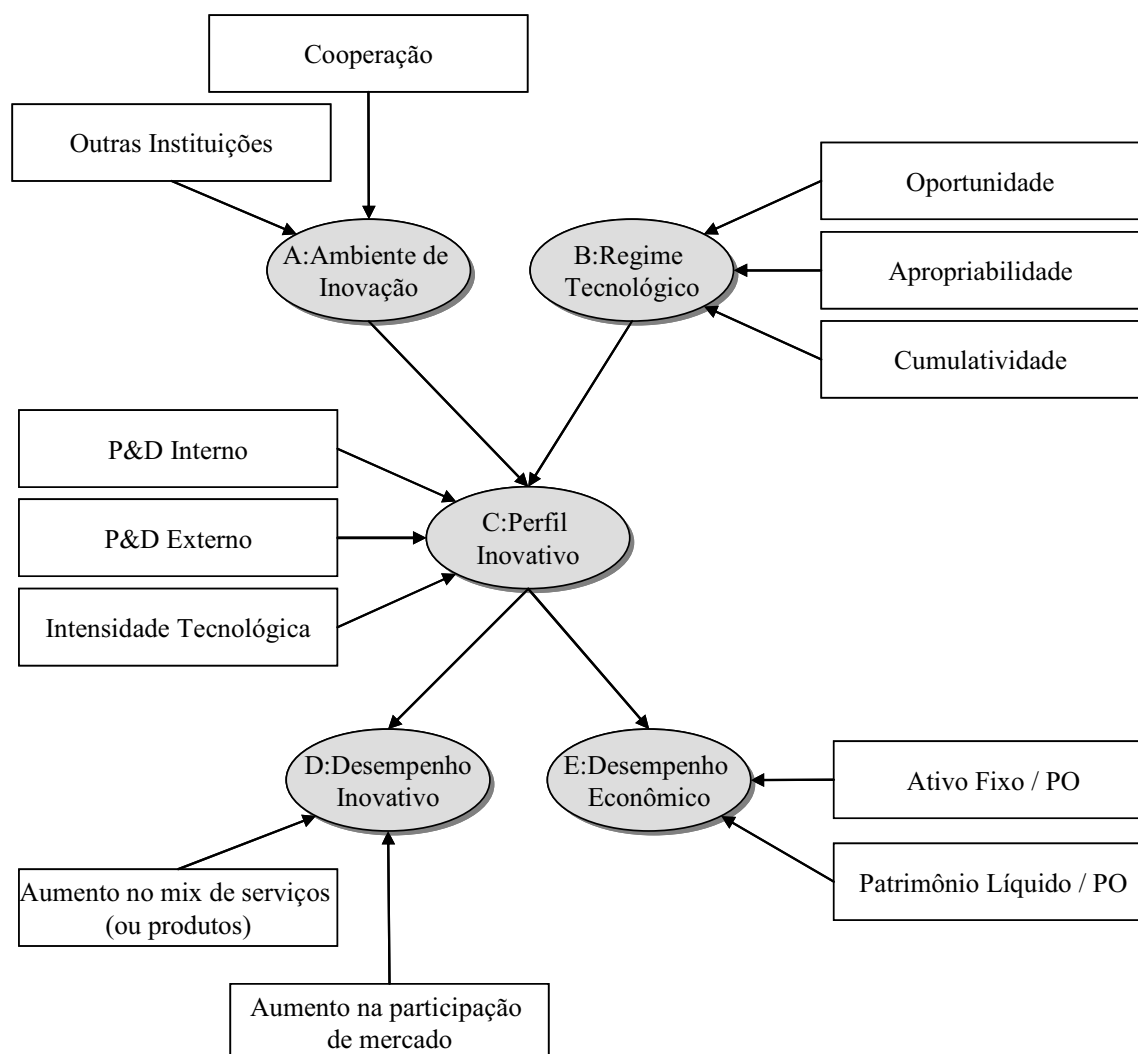 Cooperação
Outras Instituições
Oportunidade
A:Ambiente de
Inovação
B:Regime
Tecnológico
Apropriabilidade
Cumulatividade
P&D Interno
P&D Externo
Intensidade Tecnológica
C:Perfil
Inovativo
D:Desempenho
Inovativo
E:Desempenho
Econômico
Ativo Fixo / PO
Patrimônio Líquido / PO
Aumento no mix de serviços
(ou produtos)
Aumento na participação
de mercado